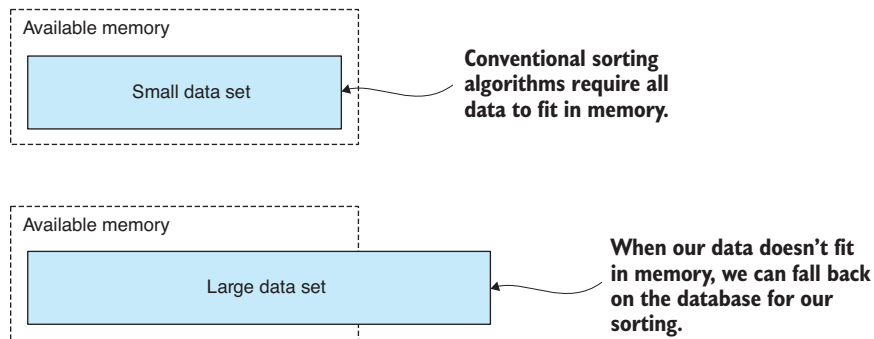 Available memory
Small data set
Conventional sorting
algorithms require all
data to fit in memory.
Available memory
Large data set
When our data doesn’t fit
in memory, we can fall back
on the database for our
sorting.